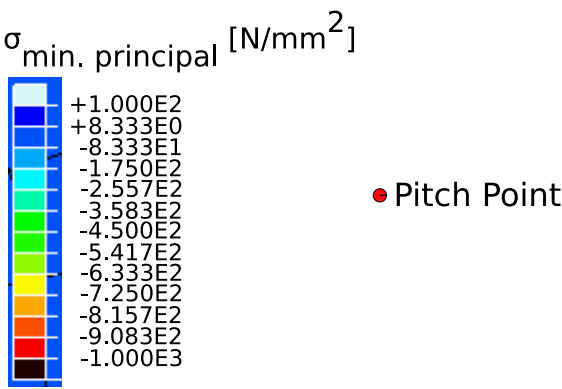 σ min. principal [N/mm²]
+1.000E2
+8.333E0
-8.333E1
-1.750E2
-2.557E2
-3.583E2
-4.500E2
-5.417E2
-6.333E2
-7.250E2
-8.157E2
-9.083E2
-1.000E3
Pitch Point